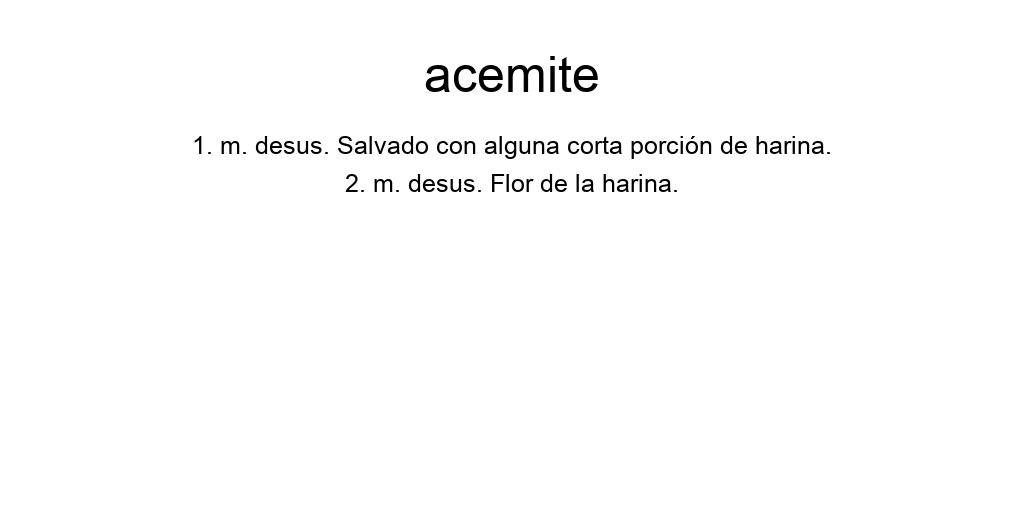 acemite
1. m. desus. Salvado con alguna corta porción de harina.
2. m. desus. Flor de la harina.